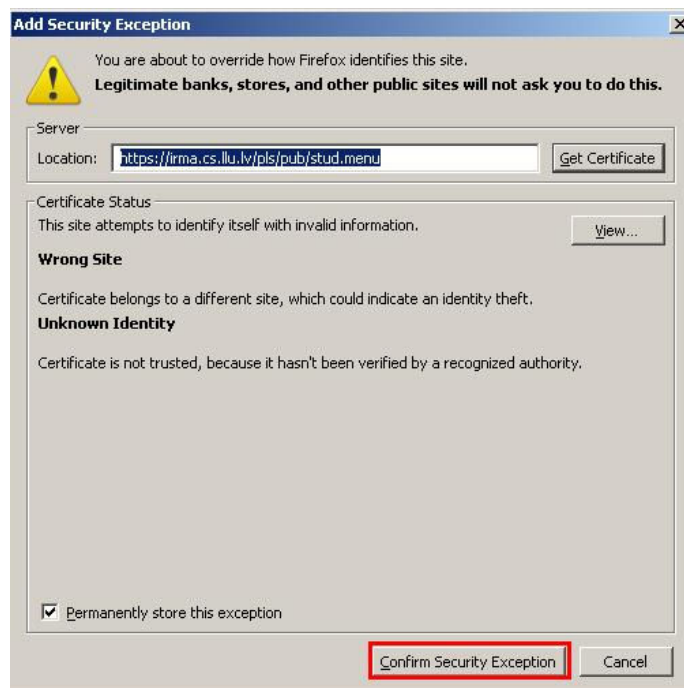 Add Security Exception
You are about to override how Firefox identifies this site.
Legitimate banks, stores, and other public sites will not ask you to do this.
Server
Location: https://irma.cs.llu.lv/pls/pub/stud.menu Get Certificate
Certificate Status
This site attempts to identify itself with invalid information. View...
Wrong Site
Certificate belongs to a different site, which could indicate an identity theft.
Unknown Identity
Certificate is not trusted, because it hasn't been verified by a recognized authority.
Permanently store this exception
Confirm Security Exception Cancel